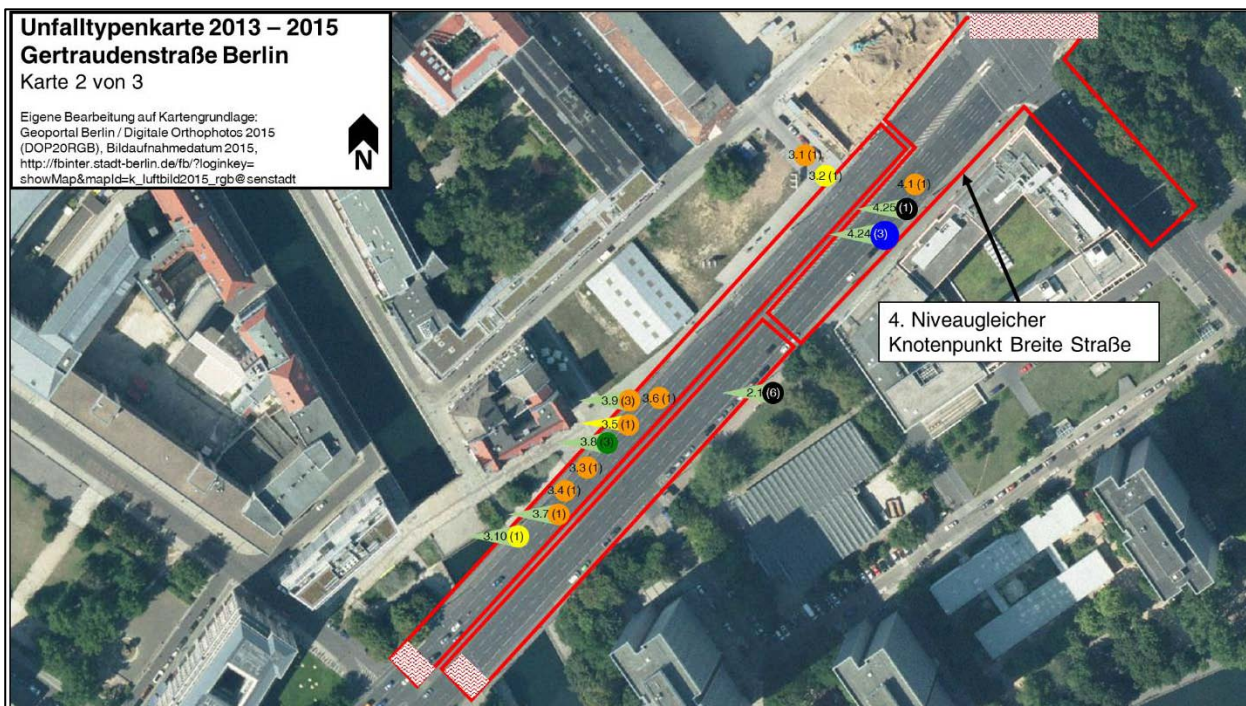 Unfalltypenkarte 2013 – 2015
Gertraudenstraße Berlin
Karte 2 von 3
Eigene Bearbeitung auf Kartengrundlage:
Geoportal Berlin / Digitale Orthophotos 2015
(DOP20RGB), Bildaufnahmedatum 2015,
http://fbinter.stadt-berlin.de/fb/?loginkey=
showMap&mapId=k_luftbild2015_rgb@senstadt
N
3.1 (1)
3.2 (1)
4.1 (1)
4.25 (1)
4.24 (3)
4. Niveaugleicher
Knotenpunkt Breite Straße
2.1 (6)
3.9 (3)
3.6 (1)
3.5 (1)
3.8 (3)
3.3 (1)
3.4 (1)
3.7 (1)
3.10 (1)